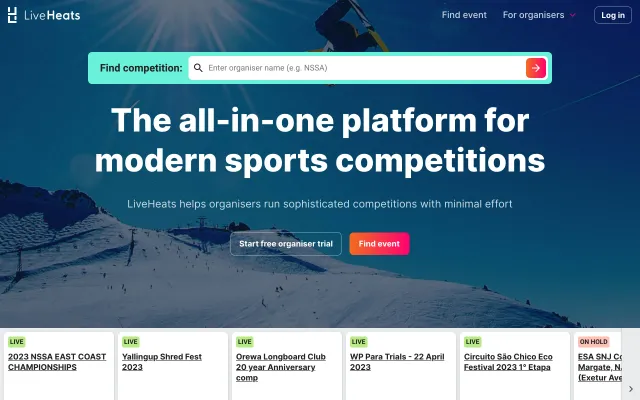 LiveHeats
Find event
For organisers
Log in
Find competition:
Enter organiser name (e.g. NSSA)
The all-in-one platform for
modern sports competitions
LiveHeats helps organisers run sophisticated competitions with minimal effort
Start free organiser trial
Find event
LIVE
2023 NSSA EAST COAST
CHAMPIONSHIPS
LIVE
Yallingup Shred Fest
2023
LIVE
Orewa Longboard Club
20 year Anniversary
comp
LIVE
WP Para Trials - 22 April
2023
LIVE
Circuito São Chico Eco
Festival 2023 1° Etapa
ON HOLD
ESA SNJ Co
Margate, N
(Exetur Ave